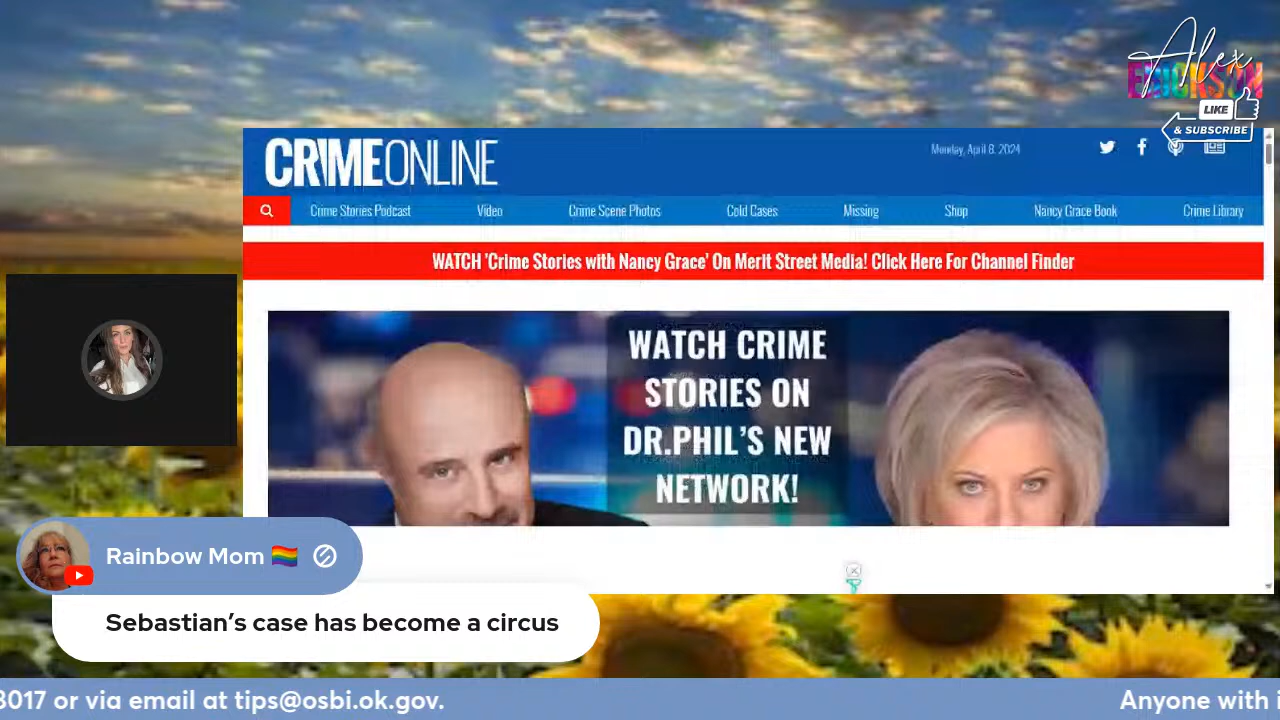 Alex
ERICKSON
LIKE
& SUBSCRIBE
CRIMEONLINE
Monday, April 8, 2024
Crime Stories Podcast
Video
Crime Scene Photos
Cold Cases
Missing
Shop
Nancy Grace Book
Crime Library
WATCH 'Crime Stories with Nancy Grace' On Merit Street Media! Click Here For Channel Finder
WATCH CRIME
STORIES ON
DR.PHIL'S NEW
NETWORK!
Rainbow Mom 🏳️‍🌈
Sebastian’s case has become a circus
3017 or via email at tips@osbi.ok.gov.
Anyone with i